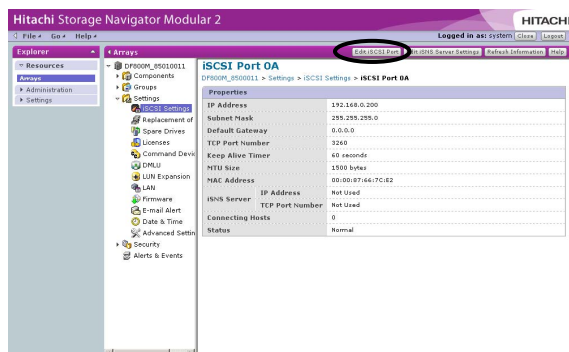 Hitachi Storage Navigator Modular 2
HITACHI
File Go Help
Logged in as: system Close Logout
Explorer
Arrays
Edit iSCSI Port Edit iSNS Server Settings Refresh Information Help
Resources
Arrays
Administration
Settings
DF800M_85010011
Components
Groups
Settings
iSCSI Settings
Replacement of
Spare Drives
Licenses
Command Devic
DMLU
LUN Expansion
LAN
Firmware
E-mail Alert
Date & Time
Advanced Settin
Security
Alerts & Events
iSCSI Port 0A
DF800M_8500011 > Settings > iSCSI Settings > iSCSI Port 0A
Properties
IP Address 192.168.0.200
Subnet Mask 255.255.255.0
Default Gateway 0.0.0.0
TCP Port Number 3260
Keep Alive Timer 60 seconds
MTU Size 1500 bytes
MAC Address 00:00:87:66:7C:E2
iSNS Server IP Address Not Used
TCP Port Number Not Used
Connecting Hosts 0
Status Normal